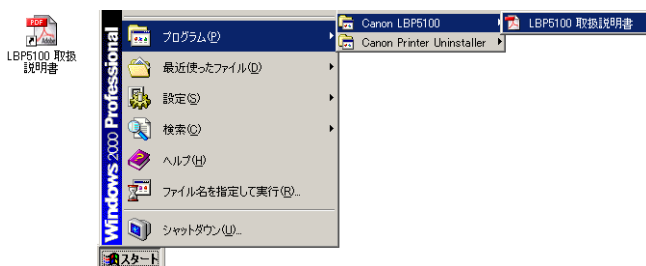 PDF
Adobe
LBP5100 取扱
説明書
Windows 2000 Professional
プログラム(P)
最近使ったファイル(D)
設定(S)
検索(C)
ヘルプ(H)
ファイル名を指定して実行(R)...
シャットダウン(U)...
スタート
Canon LBP5100
Canon Printer Uninstaller
LBP5100 取扱説明書